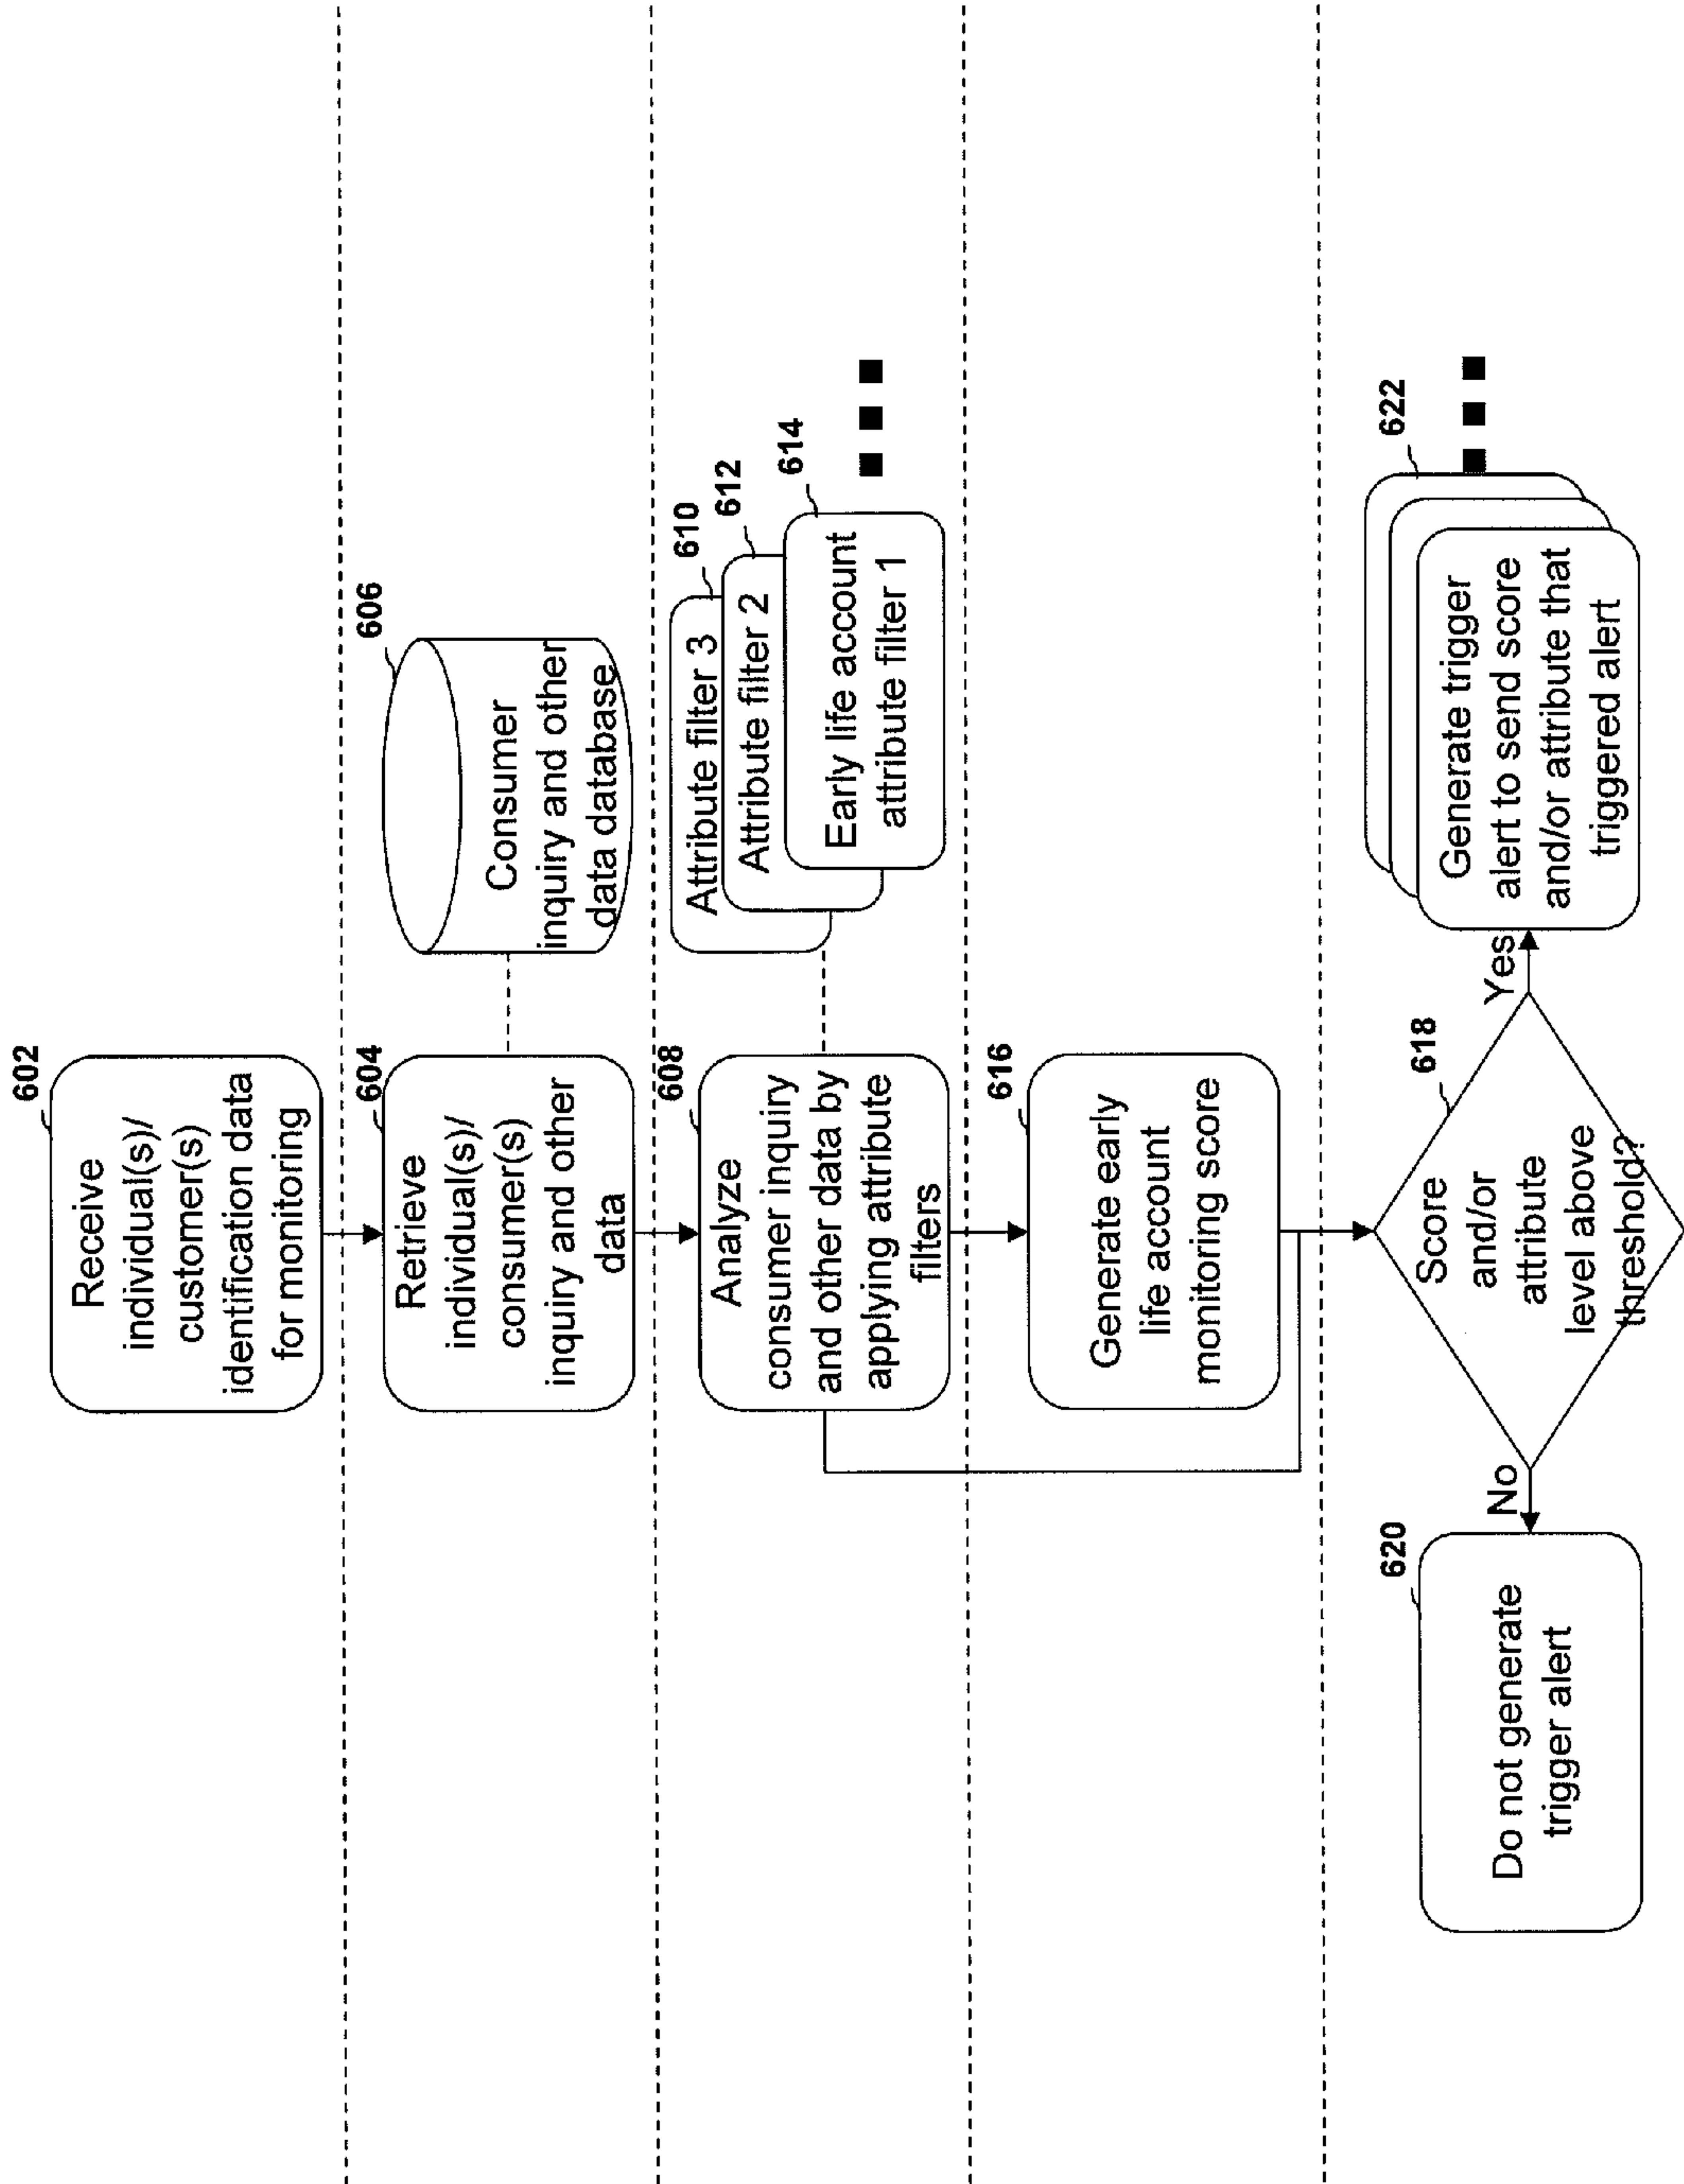 602
Receive
individual(s)/
customer(s)
identification data
for monitoring
604
Retrieve
individual(s)/
consumer(s)
inquiry and other
data
606
Consumer
inquiry and other
data database
608
Analyze
consumer inquiry
and other data by
applying attribute
filters
610
Attribute filter 3
612
Attribute filter 2
614
Early life account
attribute filter 1
616
Generate early
life account
monitoring score
618
Score
and/or
attribute
level above
threshold?
No
Yes
620
Do not generate
trigger alert
622
Generate trigger
alert to send score
and/or attribute that
triggered alert